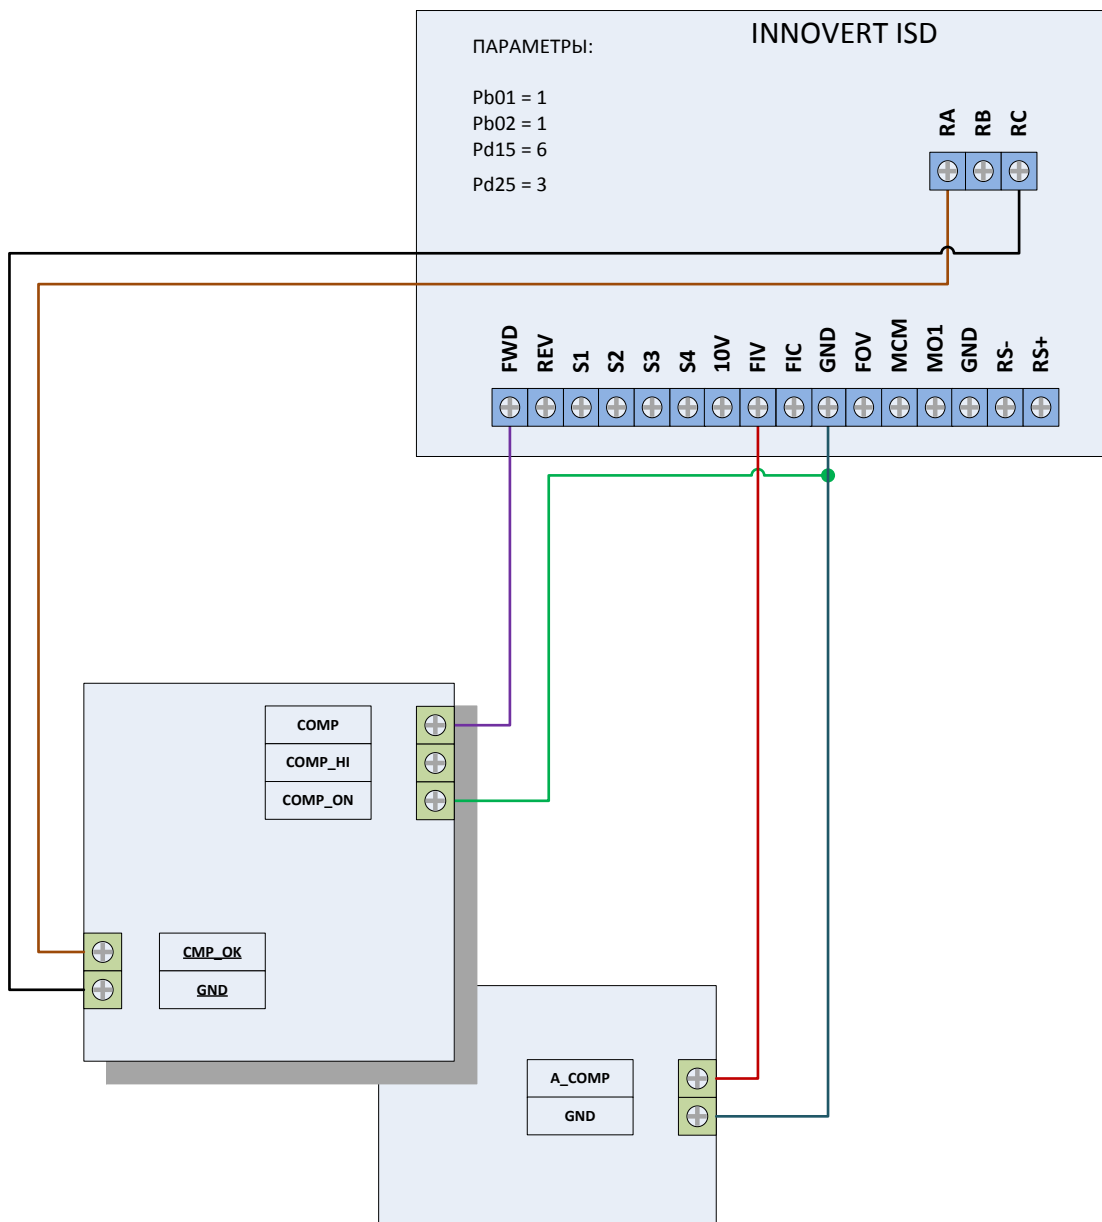 INNOVERT ISD
ПАРАМЕТРЫ:
Pb01 = 1
Pb02 = 1
Pd15 = 6
Pd25 = 3
RA
RB
RC
FWD
REV
S1
S2
S3
S4
10V
FIV
FIC
GND
FOV
MCM
MO1
GND
RS-
RS+
COMP
COMP_HI
COMP_ON
CMP_OK
GND
A_COMP
GND